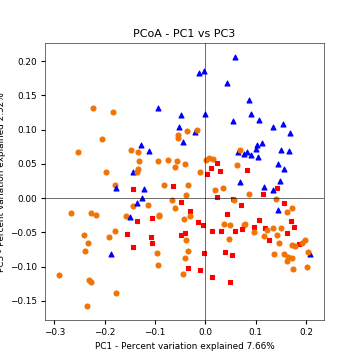 PCoA - PC1 vs PC3
PC3 - Percent variation explained 2.52%
0.20
0.15
0.10
0.05
0.00
−0.05
−0.10
−0.15
−0.3 −0.2 −0.1 0.0 0.1 0.2
PC1 - Percent variation explained 7.66%